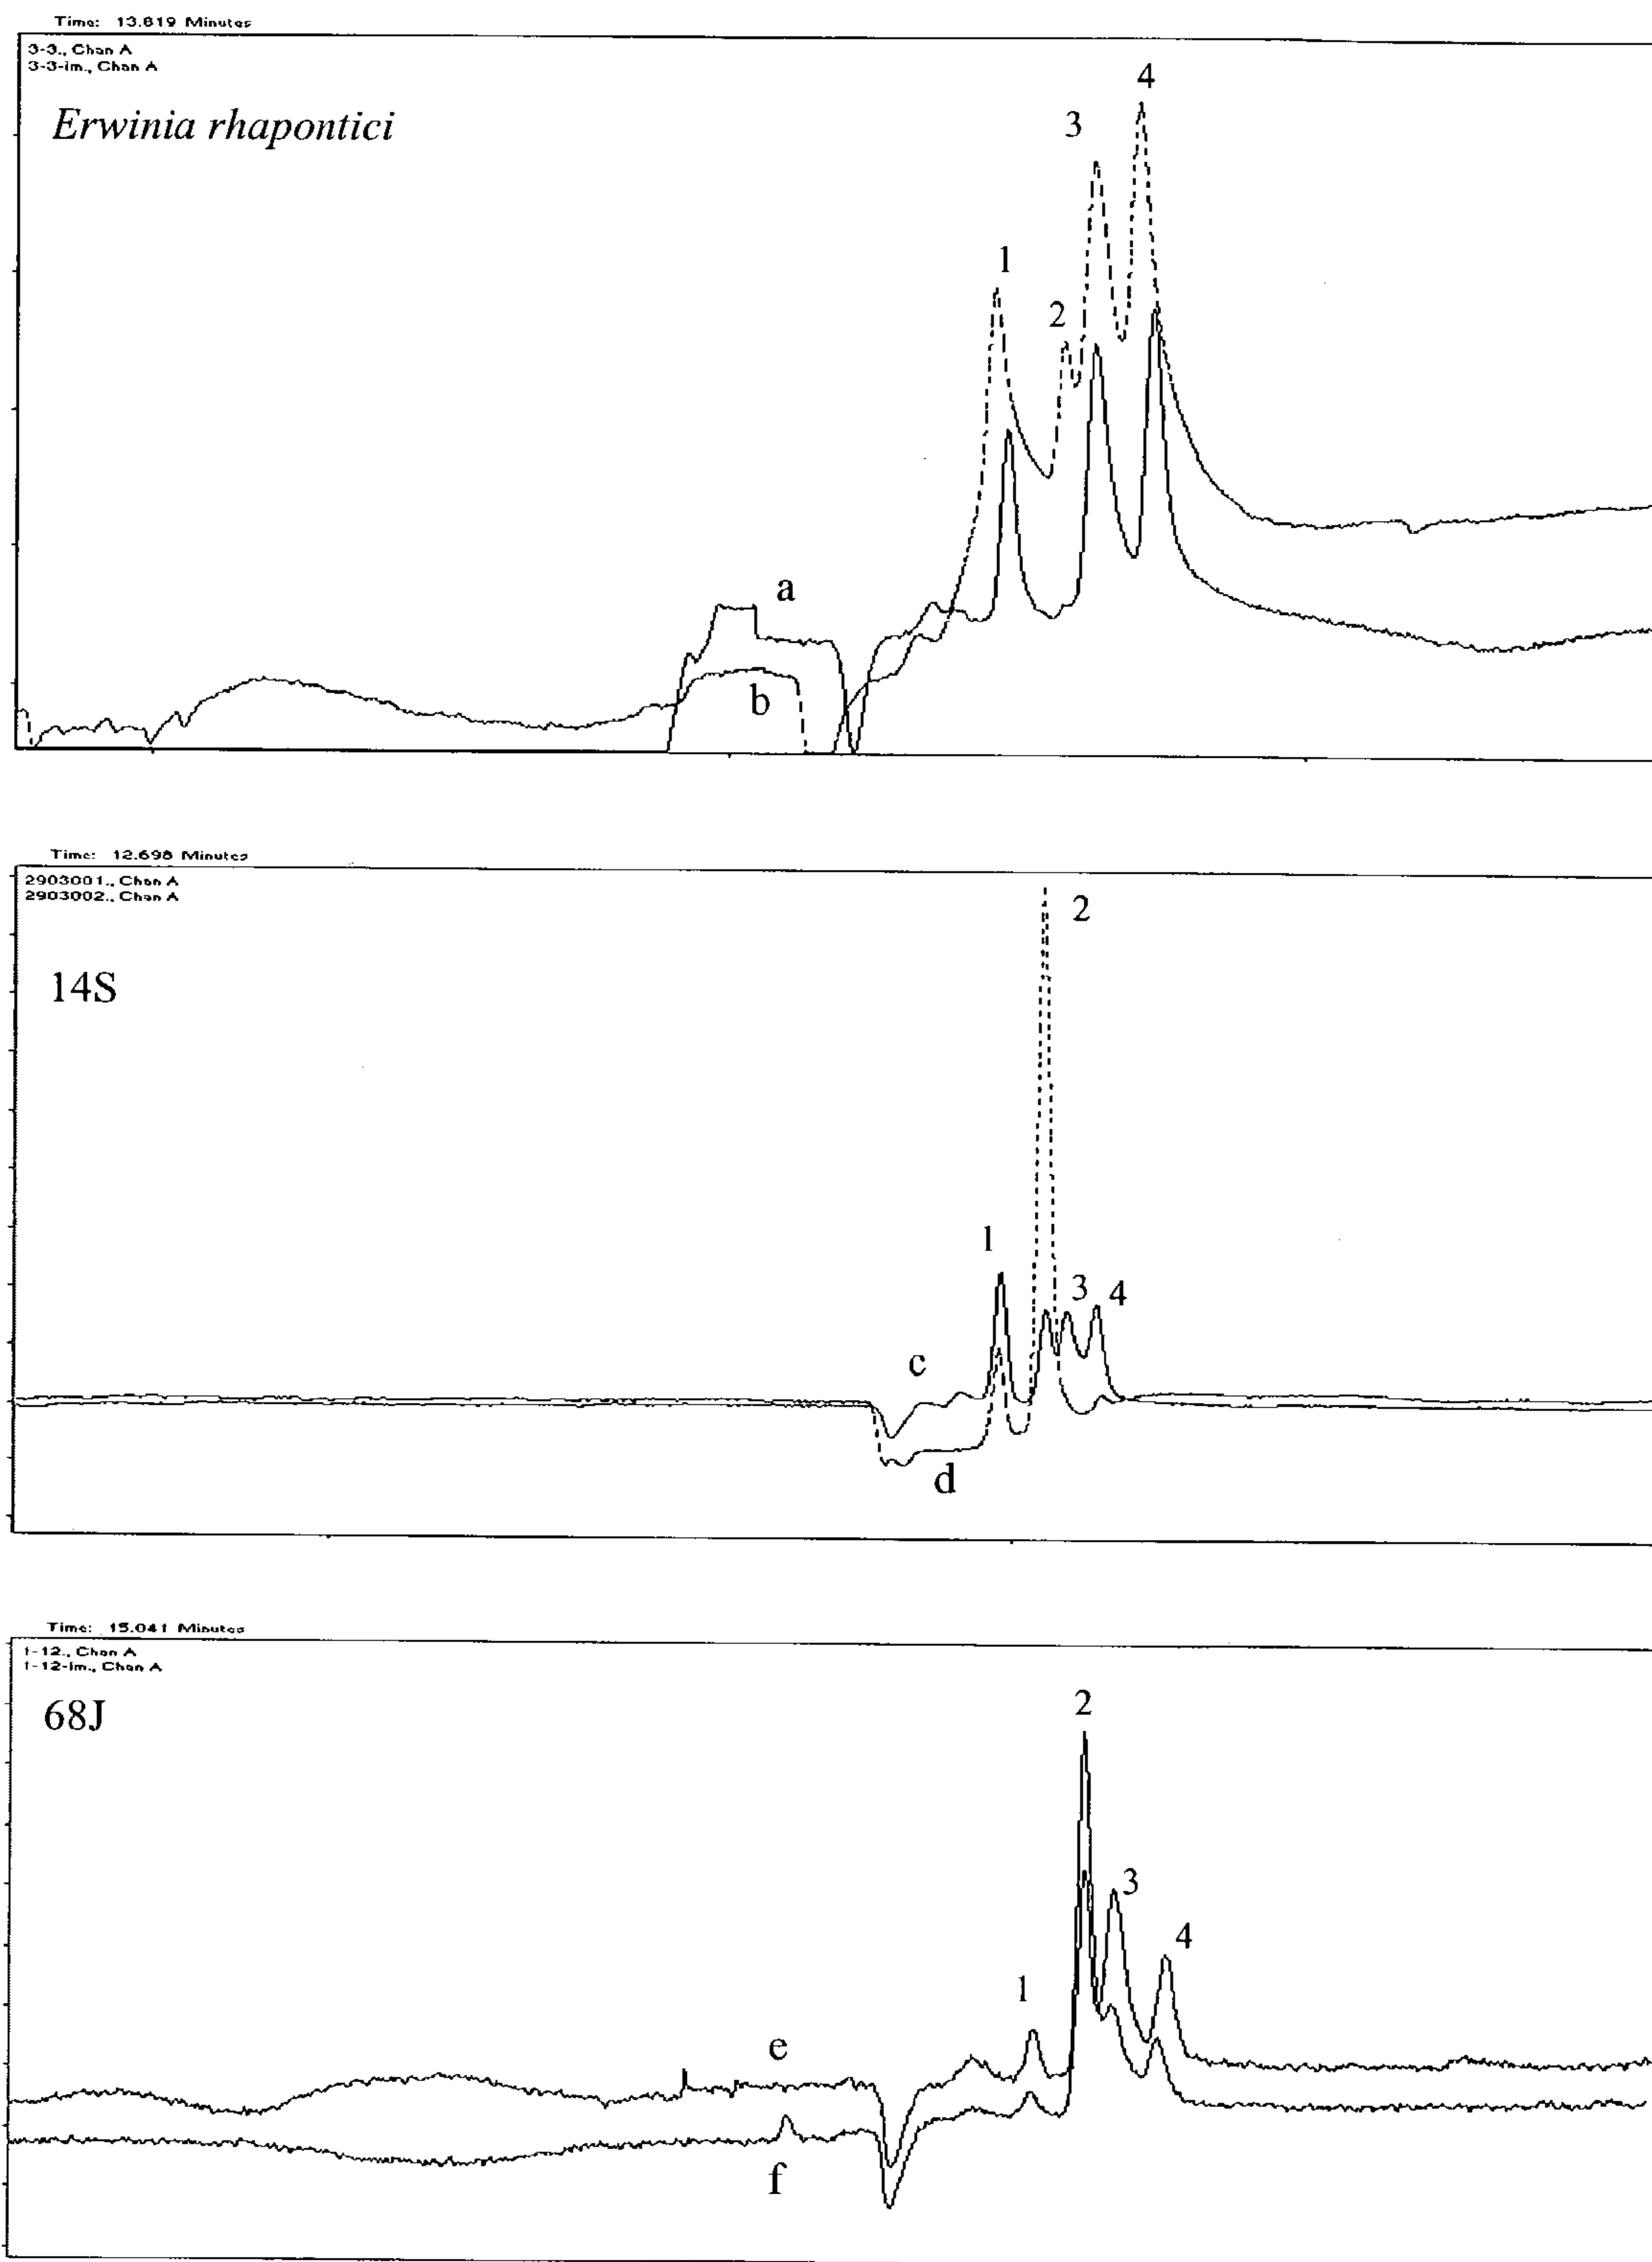 Time: 13.819 Minutes
3-3., Chan A
3-3-im., Chan A
Erwinia rhapontici
4
3
1
2
a
b
Time: 12.698 Minutes
2903001., Chan A
2903002., Chan A
14S
2
1
3
4
c
d
Time: 15.041 Minutes
1-12., Chan A
1-12-im., Chan A
68J
2
3
4
1
e
f